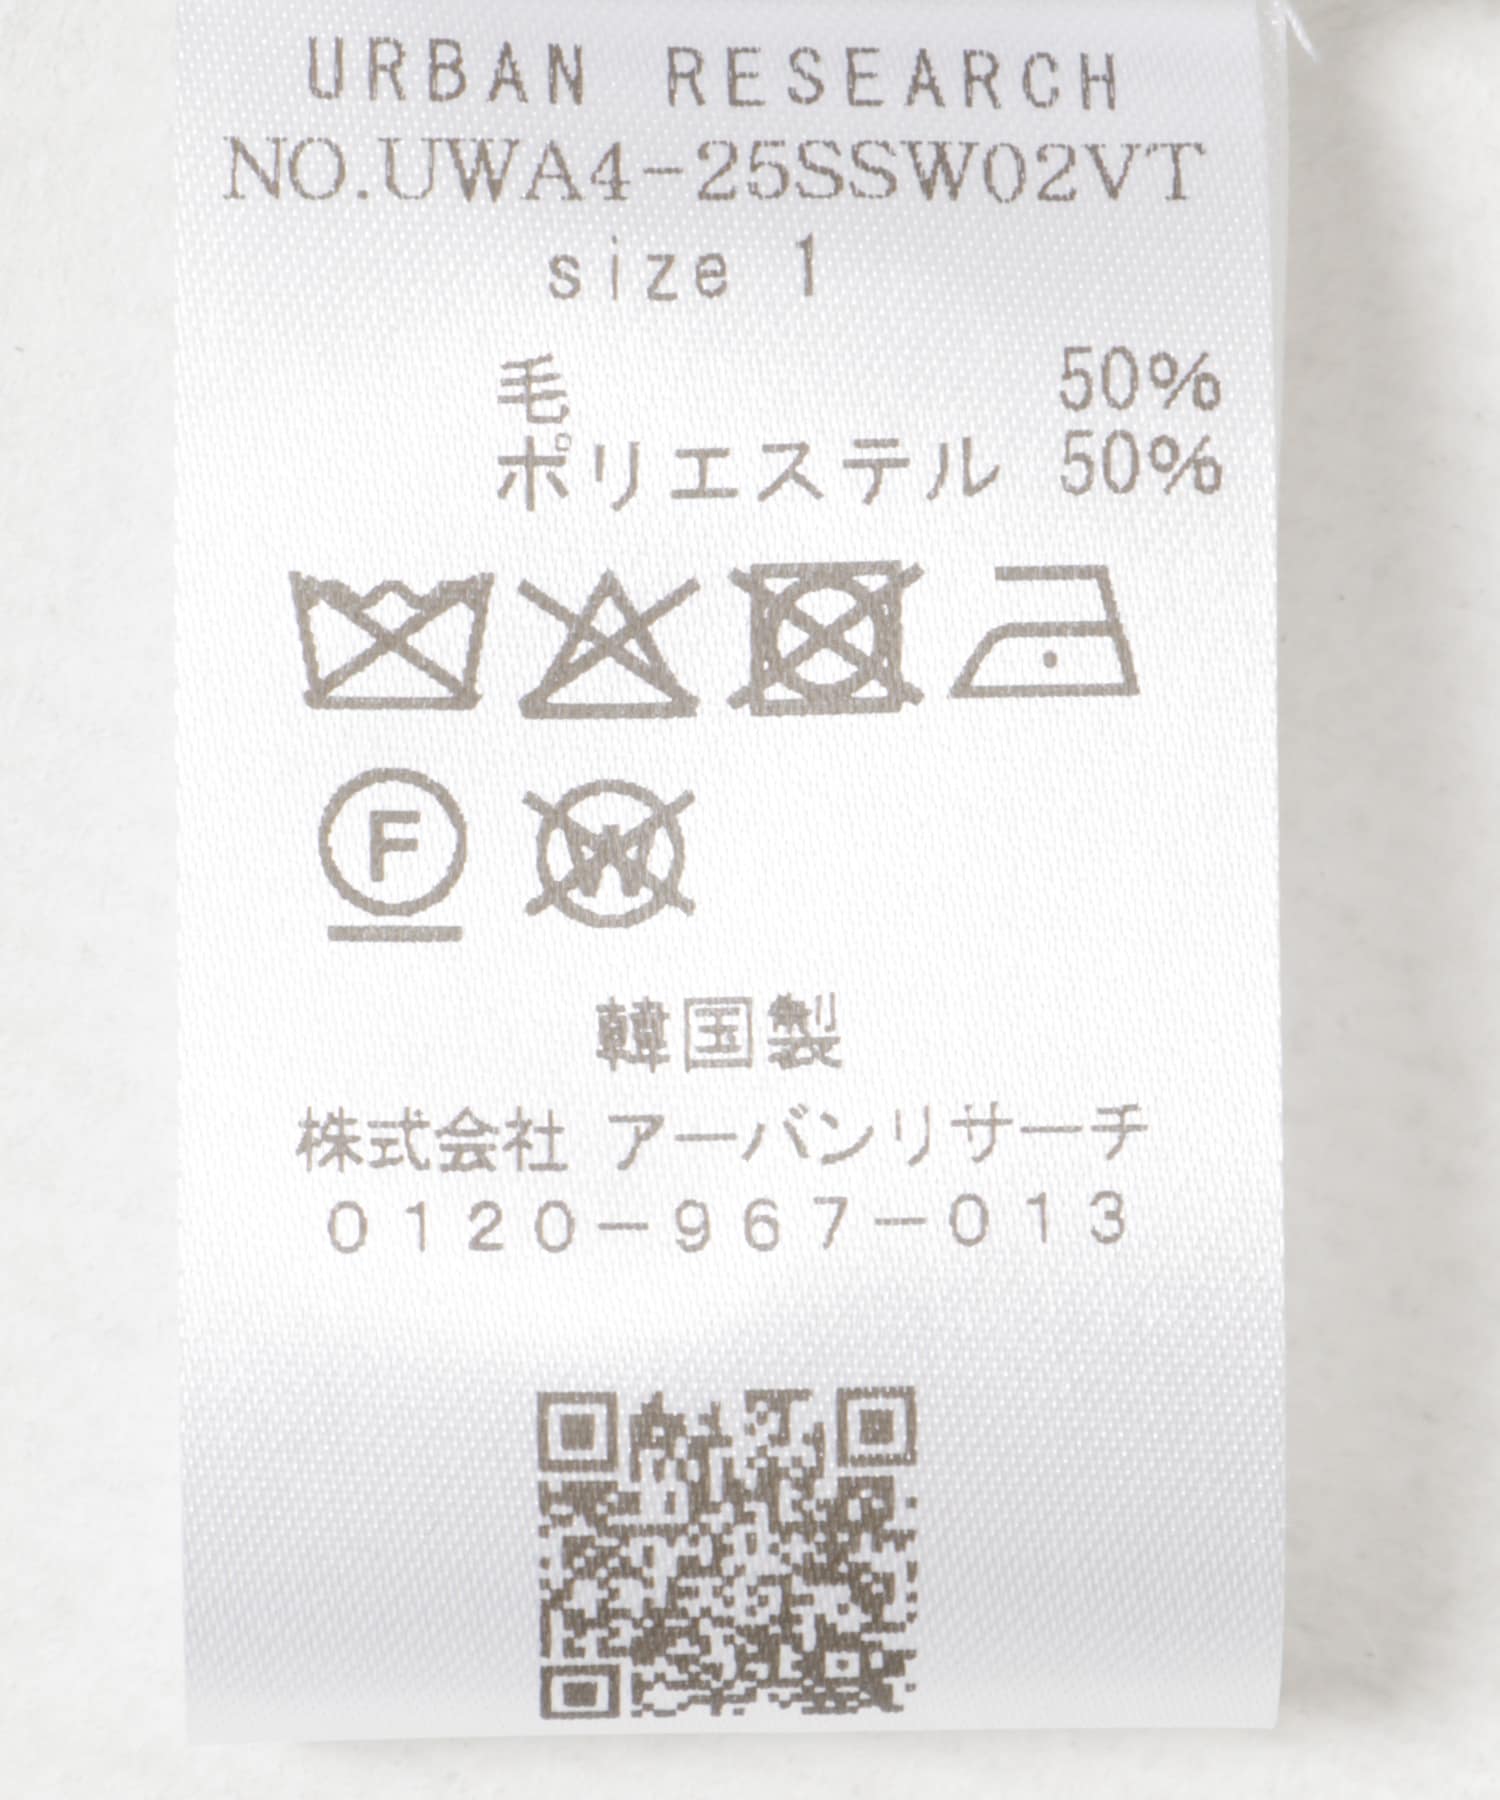 URBAN RESEARCH
NO.UWA4-25SSW02VT
size 1
毛 50%
ポリエステル 50%
F
W
韓国製
株式会社 アーバンリサーチ
0120-967-013